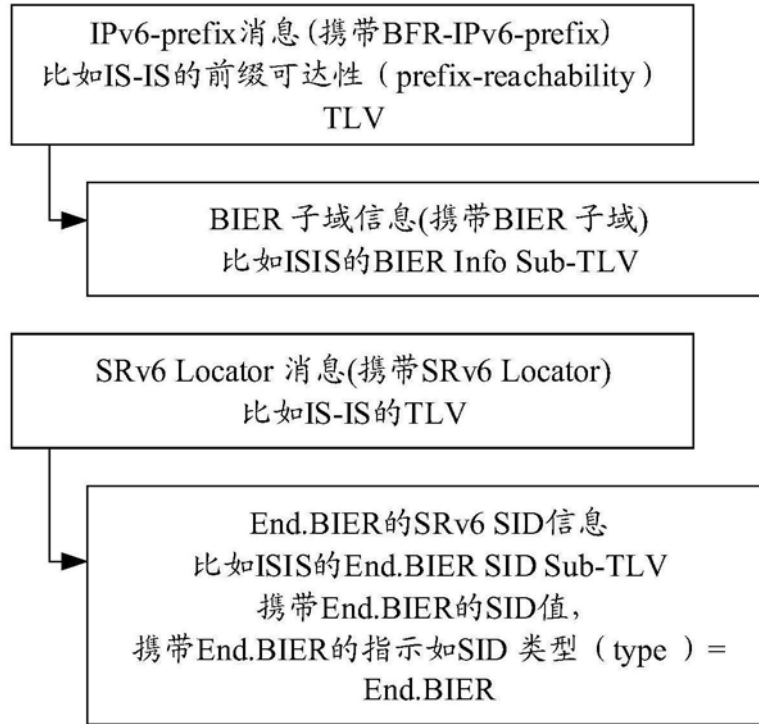 IPv6-prefix消息(携带BFR-IPv6-prefix)
比如IS-IS的前缀可达性（prefix-reachability）
TLV
BIER 子域信息(携带BIER 子域)
比如ISIS的BIER Info Sub-TLV
SRv6 Locator 消息(携带SRv6 Locator)
比如IS-IS的TLV
End.BIER的SRv6 SID信息
比如ISIS的End.BIER SID Sub-TLV
携带End.BIER的SID值,
携带End.BIER的指示如SID 类型（type）=
End.BIER